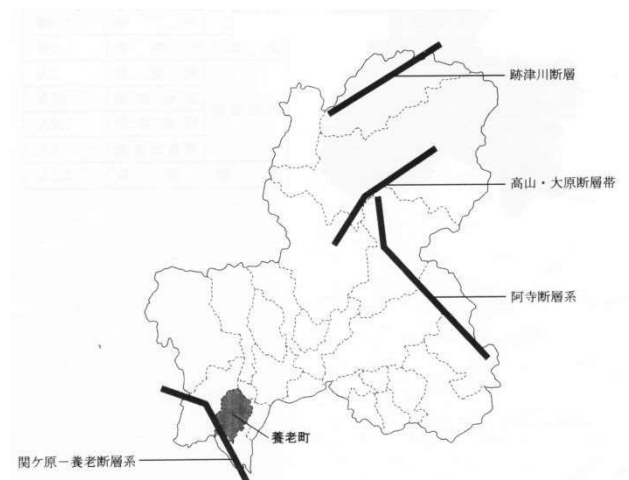 跡津川断層
高山・大原断層帯
阿寺断層系
養老町
関ケ原－養老断層系